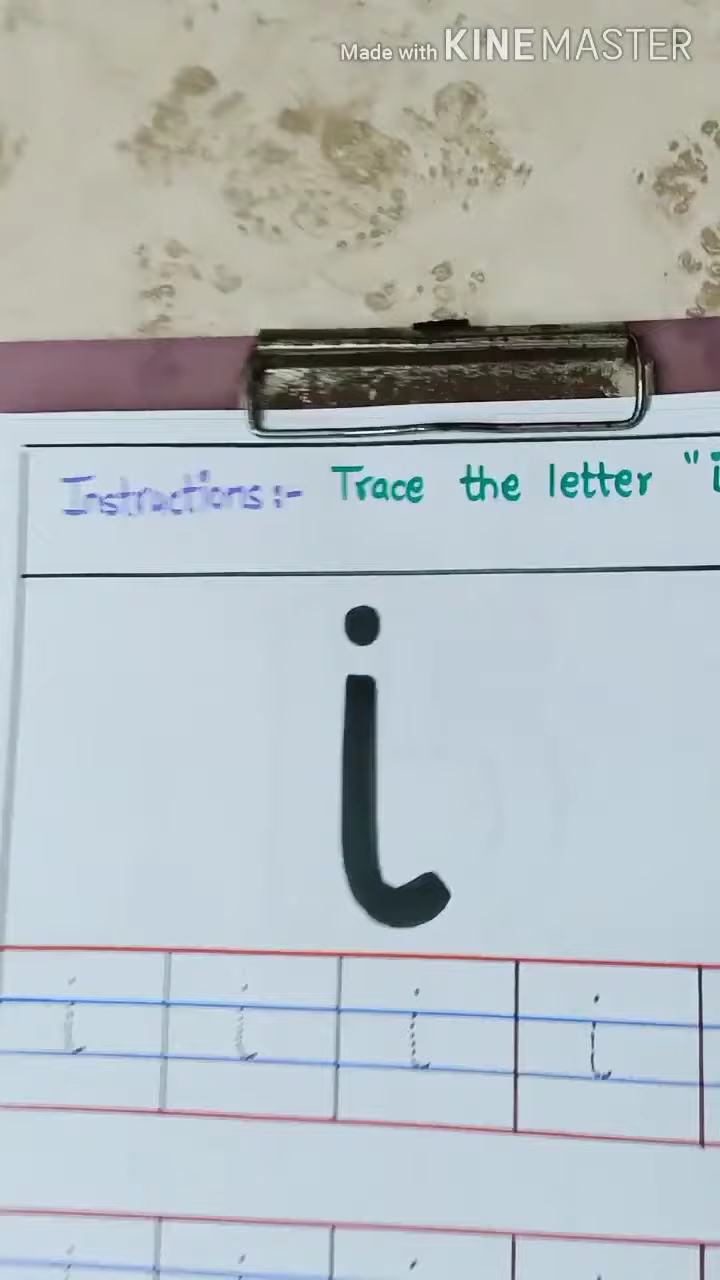 Made with KINEMASTER
Instructions:- Trace the letter "i
i
i i i i